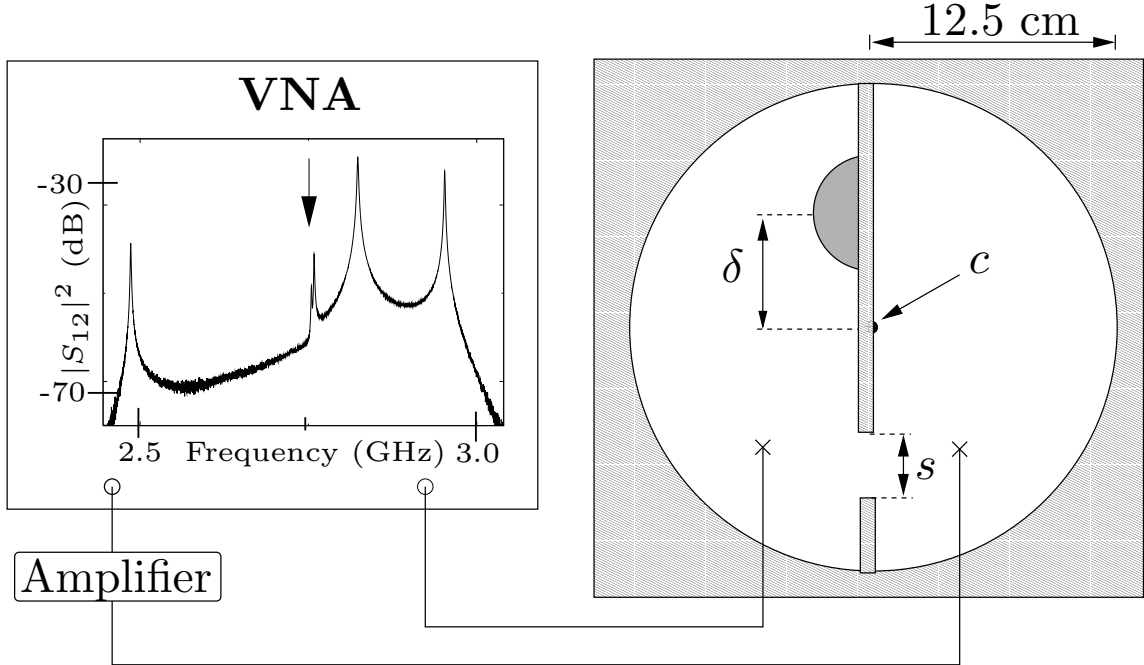 VNA
-30
|S₁₂|² (dB)
-70
2.5 Frequency (GHz) 3.0
Amplifier
12.5 cm
δ
c
s